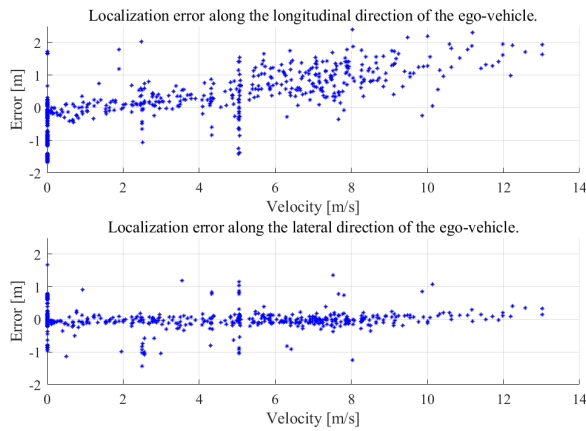 Localization error along the longitudinal direction of the ego-vehicle.
2
1
0
-1
-2
Error [m]
0 2 4 6 8 10 12 14
Velocity [m/s]
Localization error along the lateral direction of the ego-vehicle.
2
1
0
-1
-2
Error [m]
0 2 4 6 8 10 12 14
Velocity [m/s]